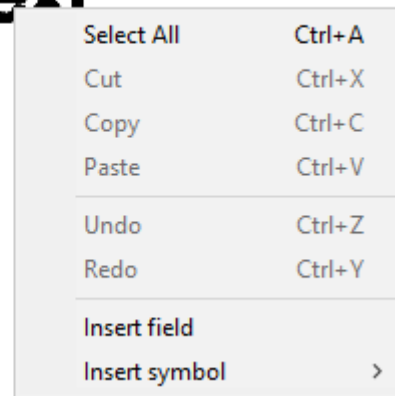 Select All Ctrl+A
Cut Ctrl+X
Copy Ctrl+C
Paste Ctrl+V
Undo Ctrl+Z
Redo Ctrl+Y
Insert field
Insert symbol